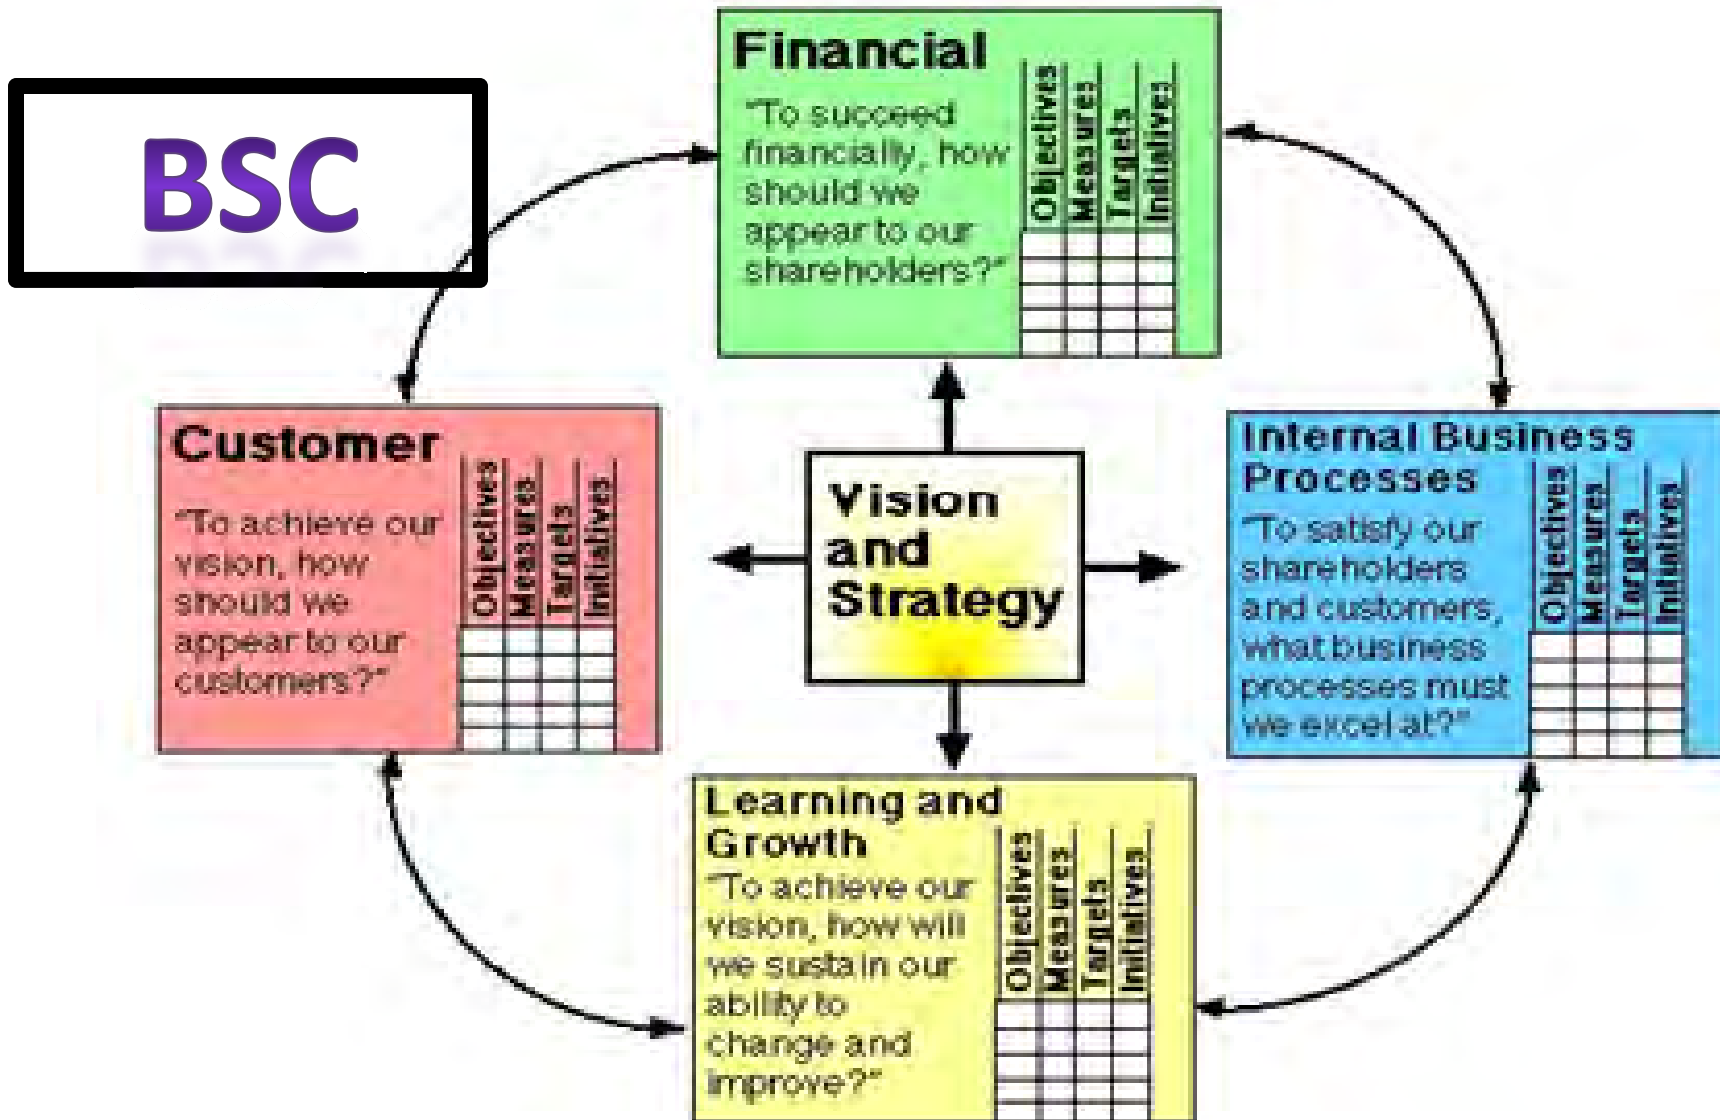 BSC
Financial
"To succeed
financially, how
should we
appear to our
shareholders?"
Objectives
Measures
Targets
Initiatives
Customer
"To achieve our
vision, how
should we
appear to our
customers?"
Objectives
Measures
Targets
Initiatives
Vision
and
Strategy
Internal Business
Processes
"To satisfy our
shareholders
and customers,
what business
processes must
we excel at?"
Objectives
Measures
Targets
Initiatives
Learning and
Growth
"To achieve our
vision, how will
we sustain our
ability to
change and
improve?"
Objectives
Measures
Targets
Initiatives